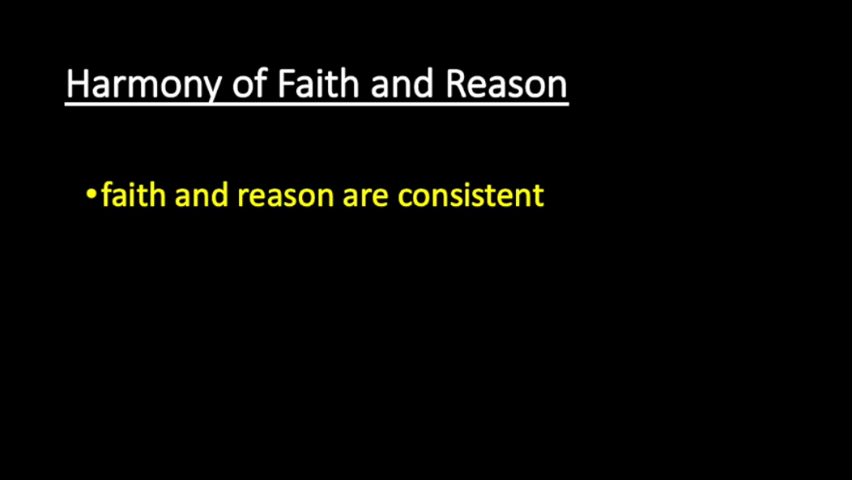 Harmony of Faith and Reason
•faith and reason are consistent